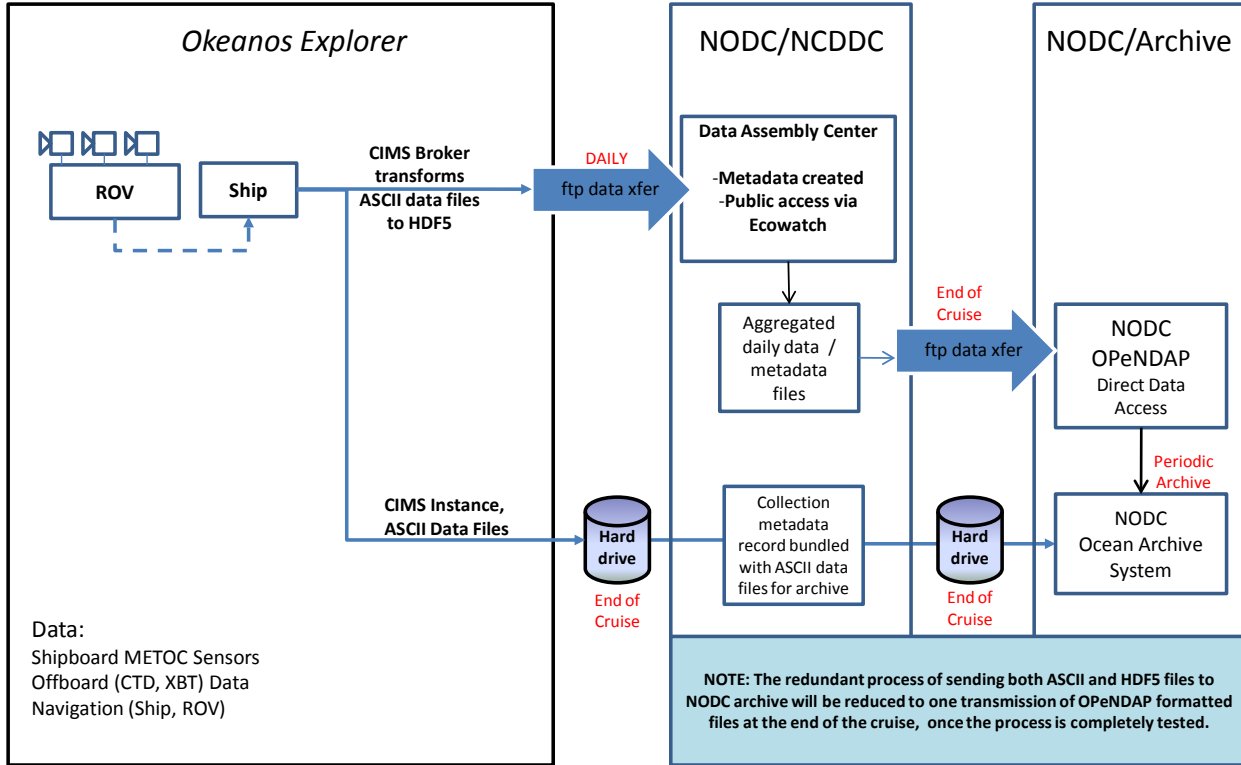 Okeanos Explorer
NODC/NCDDC
NODC/Archive
ROV
Ship
CIMS Broker
transforms
ASCII data files
to HDF5
DAILY
ftp data xfer
Data Assembly Center
-Metadata created
-Public access via
Ecowatch
Aggregated
daily data /
metadata
files
End of
Cruise
ftp data xfer
NODC
OPeNDAP
Direct Data
Access
Periodic
Archive
CIMS Instance,
ASCII Data Files
Hard
drive
End of
Cruise
Collection
metadata
record bundled
with ASCII data
files for archive
Hard
drive
End of
Cruise
NODC
Ocean Archive
System
Data:
Shipboard METOC Sensors
Offboard (CTD, XBT) Data
Navigation (Ship, ROV)
NOTE: The redundant process of sending both ASCII and HDF5 files to
NODC archive will be reduced to one transmission of OPeNDAP formatted
files at the end of the cruise, once the process is completely tested.